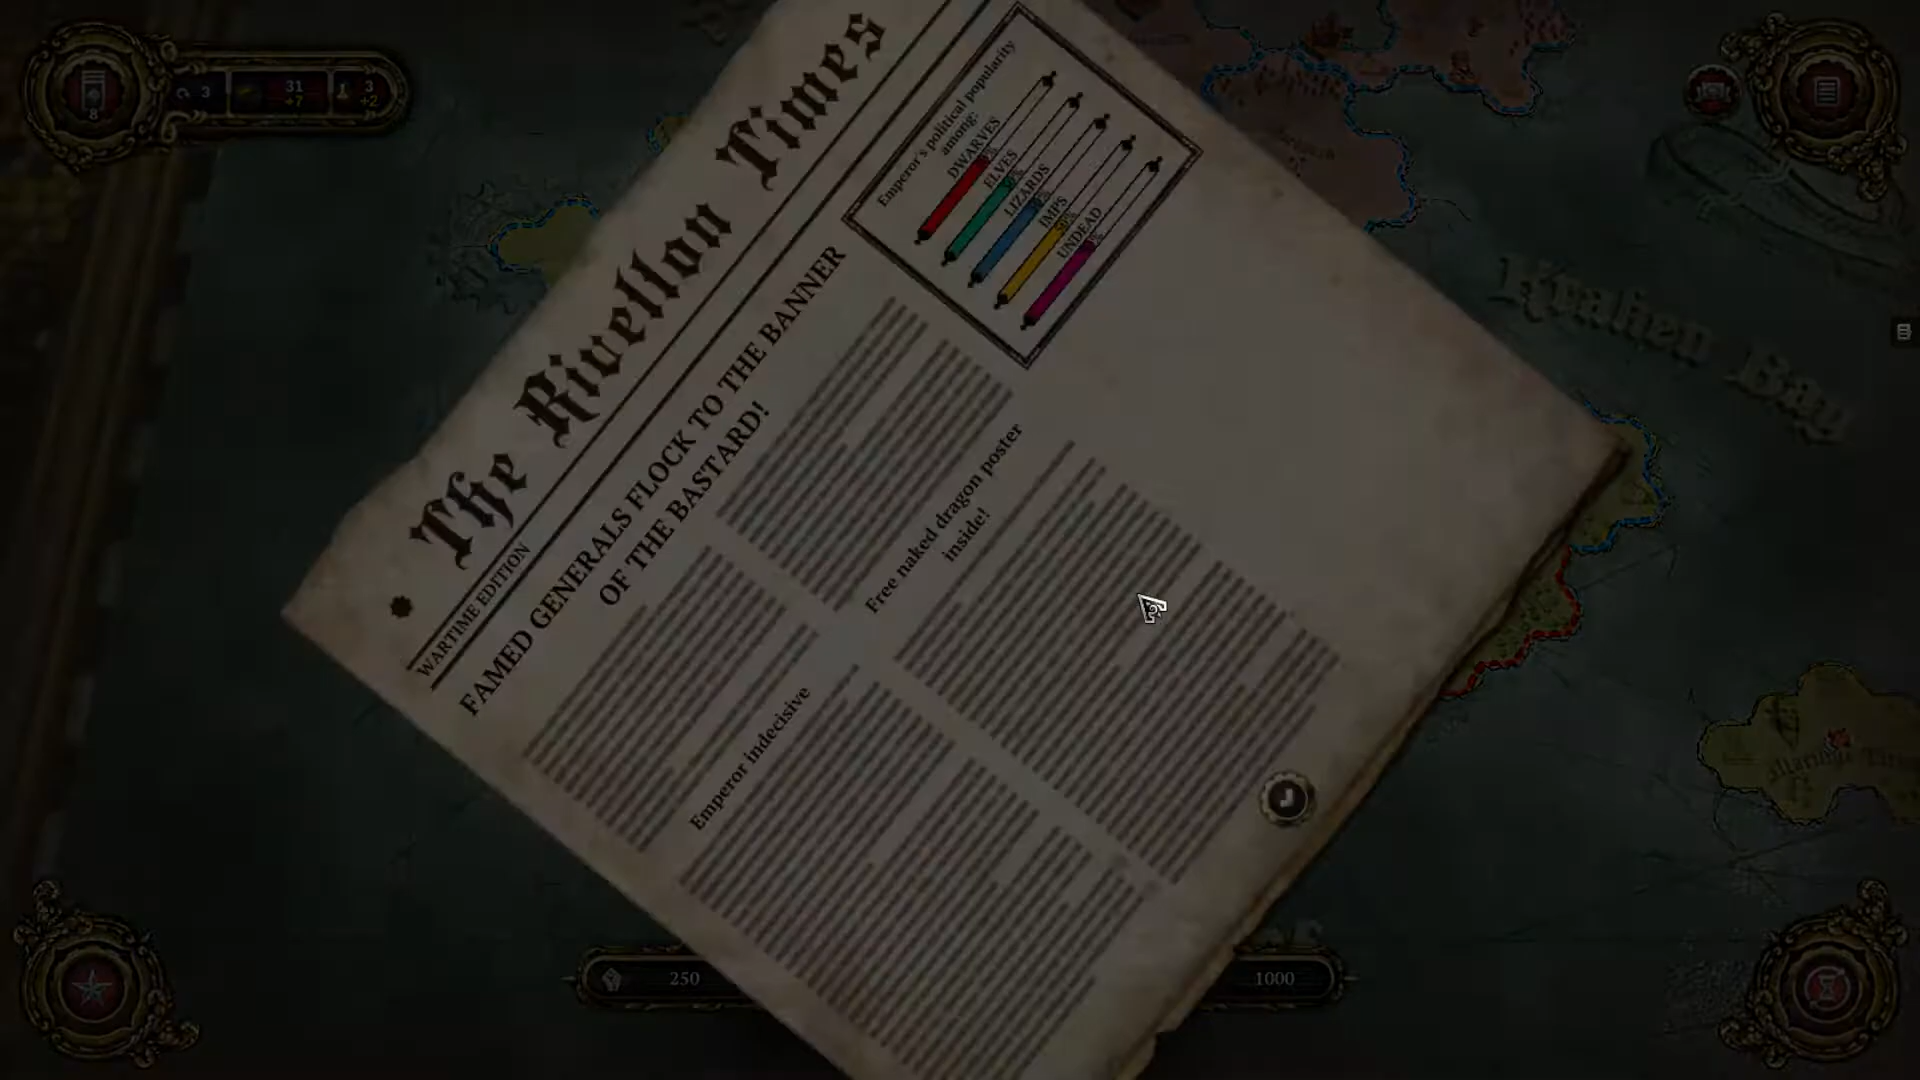 3
31
+7
3
+2
8
The Rivellon Times
WARTIME EDITION
FAMED GENERALS FLOCK TO THE BANNER
OF THE BASTARD!
Emperor's political popularity
among:
DWARVES
ELVES
LIZARDS
IMPS
UNDEAD
Free naked dragon poster
inside!
Emperor indecisive
Kraken Bay
250
1000